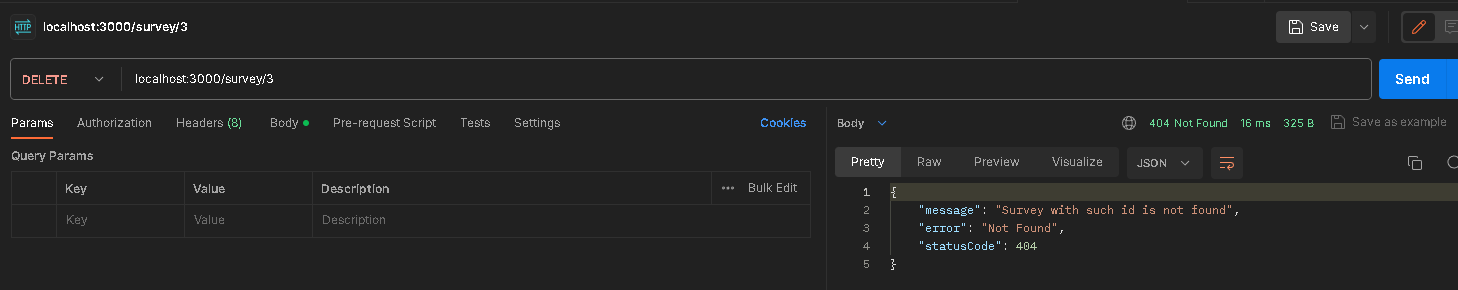 HTTP localhost:3000/survey/3 Save
DELETE localhost:3000/survey/3 Send
Params Authorization Headers (8) Body Pre-request Script Tests Settings Cookies
Body 404 Not Found 16 ms 325 B Save as example
Query Params
Key Value Description ... Bulk Edit
Key Value Description
Pretty Raw Preview Visualize JSON
1 {
2 "message": "Survey with such id is not found",
3 "error": "Not Found",
4 "statusCode": 404
5 }